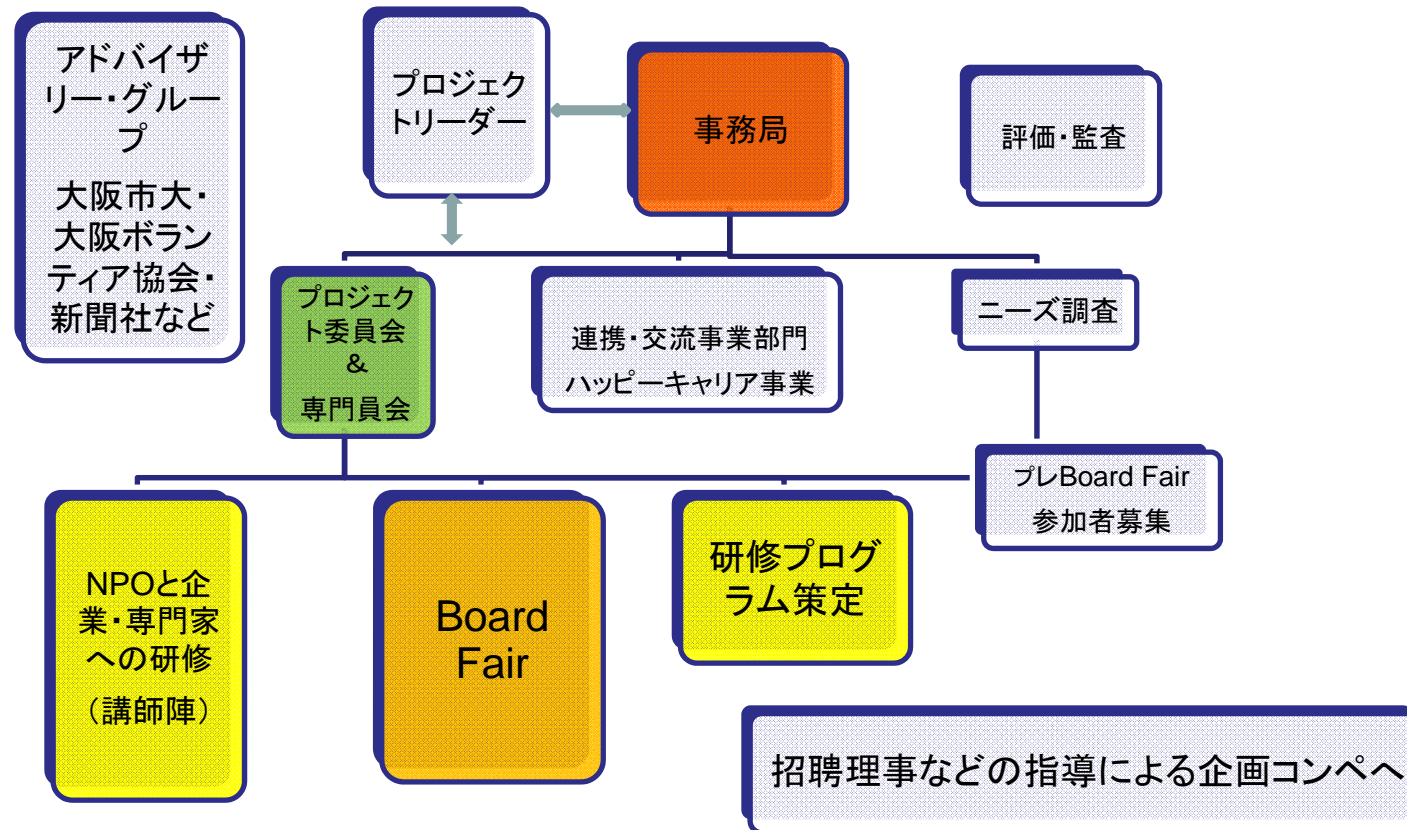 アドバイザ
リー・グルー
プ
大阪市大・
大阪ボラン
ティア協会・
新聞社など
プロジェク
トリーダー
事務局
評価・監査
プロジェク
ト委員会
&
専門員会
連携・交流事業部門
ハッピーキャリア事業
ニーズ調査
プレBoard Fair
参加者募集
NPOと企
業・専門家
への研修
（講師陣）
Board
Fair
研修プログ
ラム策定
招聘理事などの指導による企画コンペへ